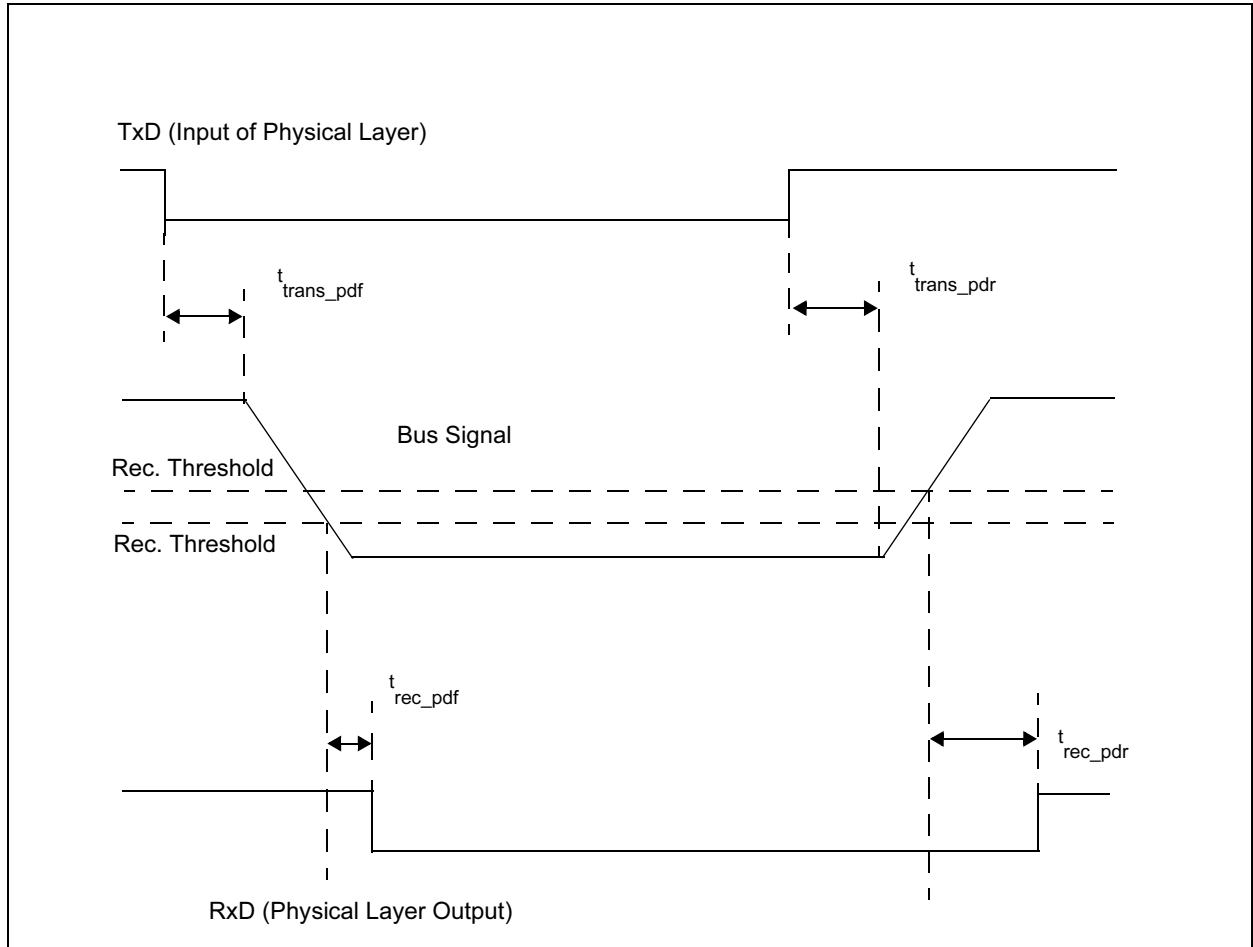 TxD (Input of Physical Layer)
t trans_pdf
t trans_pdr
Bus Signal
Rec. Threshold
Rec. Threshold
t rec_pdf
t rec_pdr
RxD (Physical Layer Output)